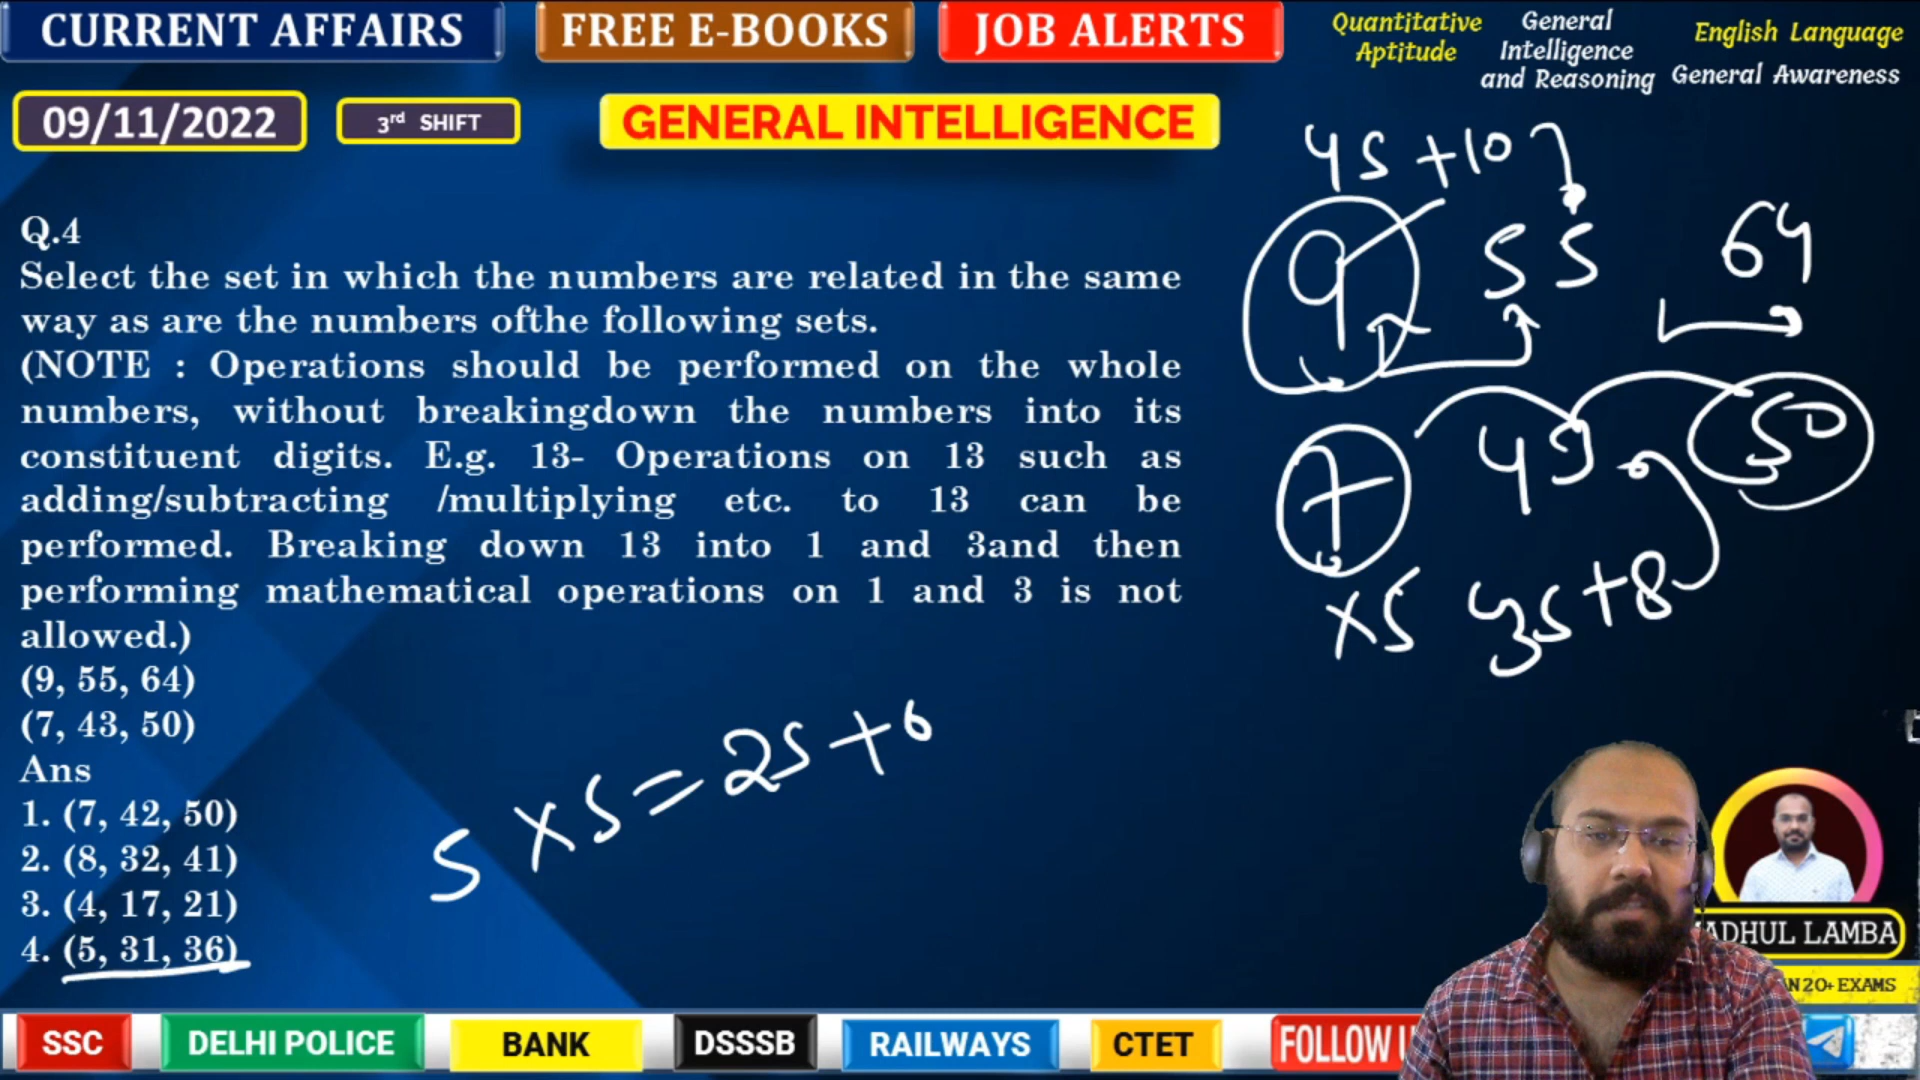 CURRENT AFFAIRS
FREE E-BOOKS
JOB ALERTS
Quantitative Aptitude
General Intelligence and Reasoning
English Language
General Awareness
09/11/2022
3rd SHIFT
GENERAL INTELLIGENCE
Q.4
Select the set in which the numbers are related in the same
way as are the numbers ofthe following sets.
(NOTE : Operations should be performed on the whole
numbers, without breakingdown the numbers into its
constituent digits. E.g. 13- Operations on 13 such as
adding/subtracting /multiplying etc. to 13 can be
performed. Breaking down 13 into 1 and 3and then
performing mathematical operations on 1 and 3 is not
allowed.)
(9, 55, 64)
(7, 43, 50)
Ans
1. (7, 42, 50)
2. (8, 32, 41)
3. (4, 17, 21)
4. (5, 31, 36)
45 +10
9 55 64
7 43 50
x5 35+8
5 x5=25+6
ADHUL LAMBA
N 20+ EXAMS
SSC
DELHI POLICE
BANK
DSSSB
RAILWAYS
CTET
FOLLOW U